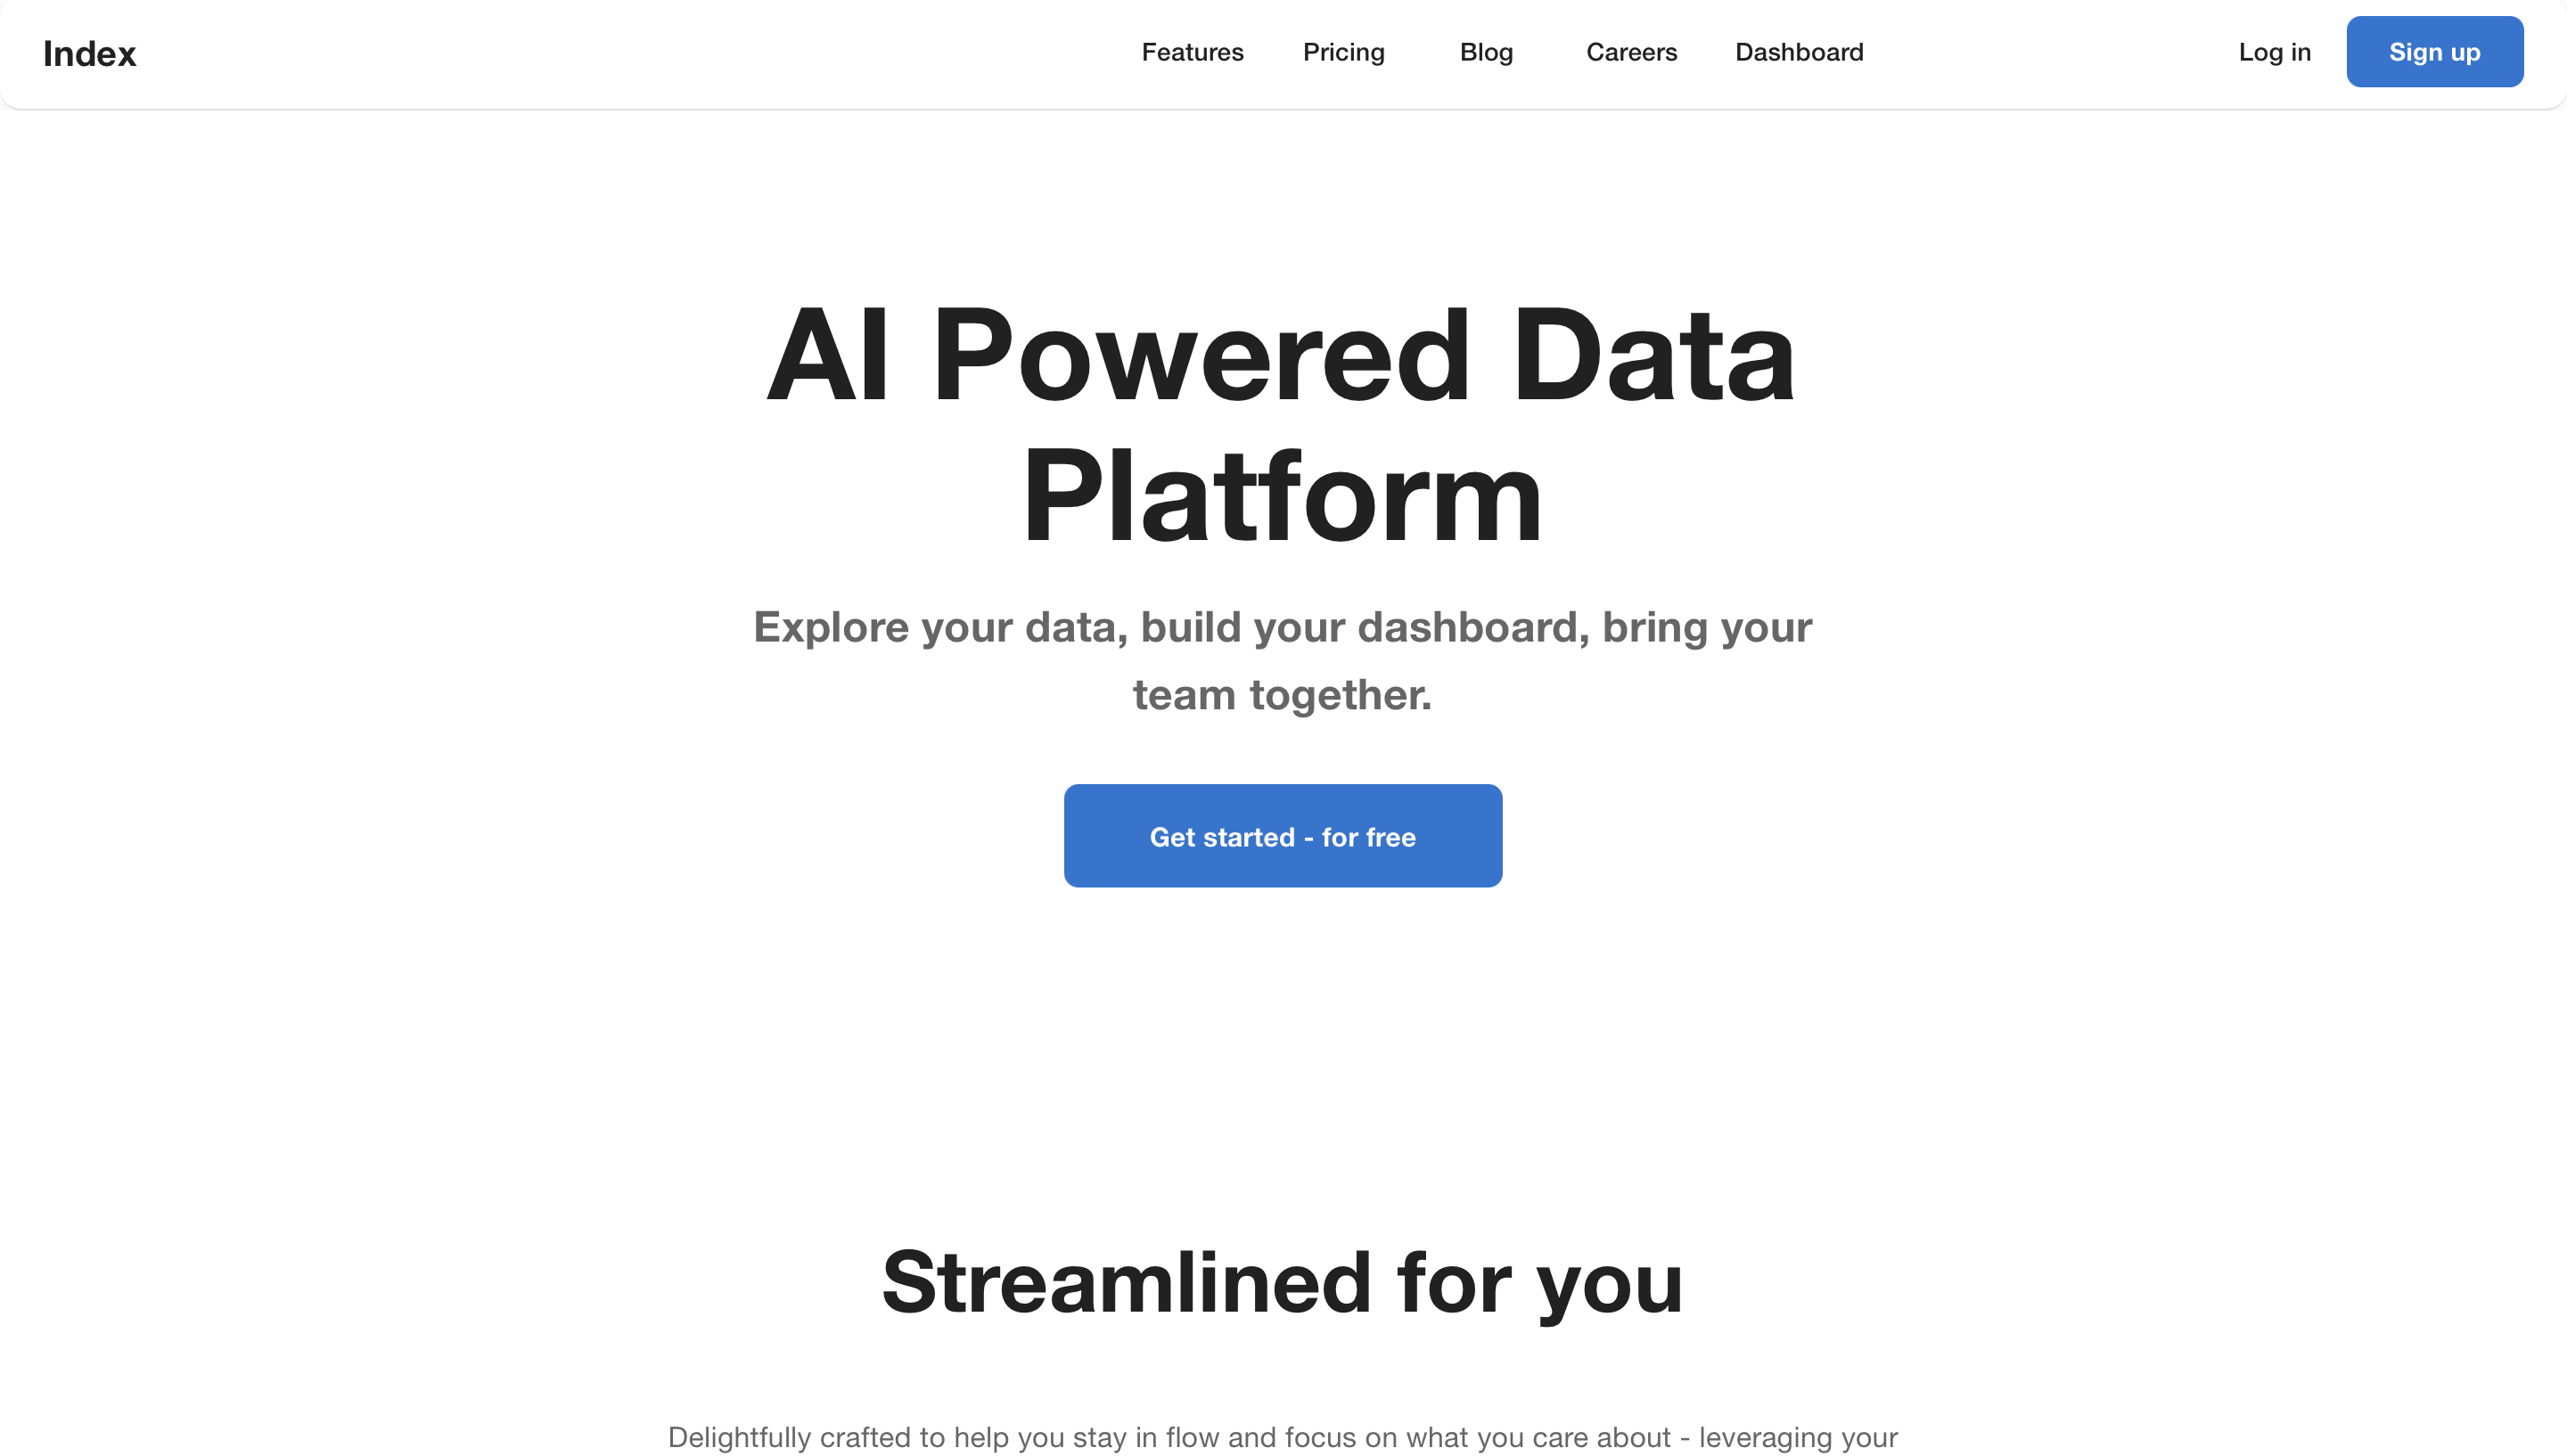 Index
Features Pricing Blog Careers Dashboard
Log in Sign up
AI Powered Data
Platform
Explore your data, build your dashboard, bring your
team together.
Get started - for free
Streamlined for you
Delightfully crafted to help you stay in flow and focus on what you care about - leveraging your